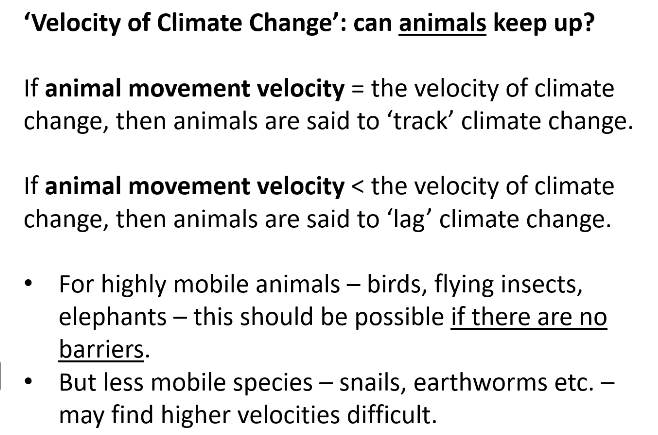 ‘Velocity of Climate Change’: can animals keep up?
If animal movement velocity = the velocity of climate
change, then animals are said to ‘track’ climate change.
If animal movement velocity < the velocity of climate
change, then animals are said to ‘lag’ climate change.
• For highly mobile animals – birds, flying insects,
elephants – this should be possible if there are no
barriers.
• But less mobile species – snails, earthworms etc. –
may find higher velocities difficult.